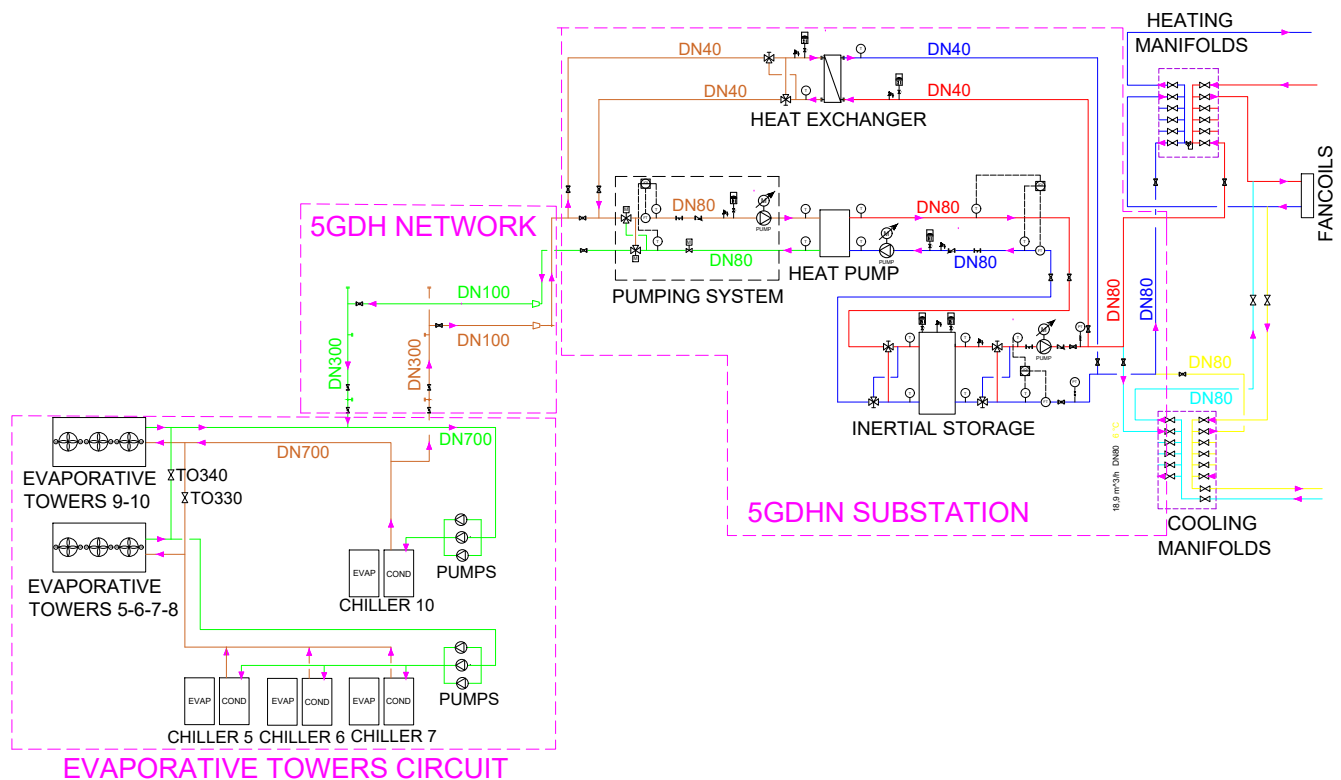 HEATING
MANIFOLDS
DN40
DN40
DN40
DN40
HEAT EXCHANGER
FANCOILS
5GDH NETWORK
DN80
PUMP
DN80
DN80
PUMP
DN80
HEAT PUMP
PUMPING SYSTEM
DN100
DN100
DN300
DN300
DN80
DN80
PUMP
INERTIAL STORAGE
DN80
DN80
18,9 m^3/h DN80
5GDHN SUBSTATION
COOLING
MANIFOLDS
DN700
DN700
EVAPORATIVE
TOWERS 9-10
TO340
TO330
EVAPORATIVE
TOWERS 5-6-7-8
EVAP
COND
CHILLER 10
PUMPS
EVAP
COND
EVAP
COND
EVAP
COND
CHILLER 5
CHILLER 6
CHILLER 7
PUMPS
EVAPORATIVE TOWERS CIRCUIT